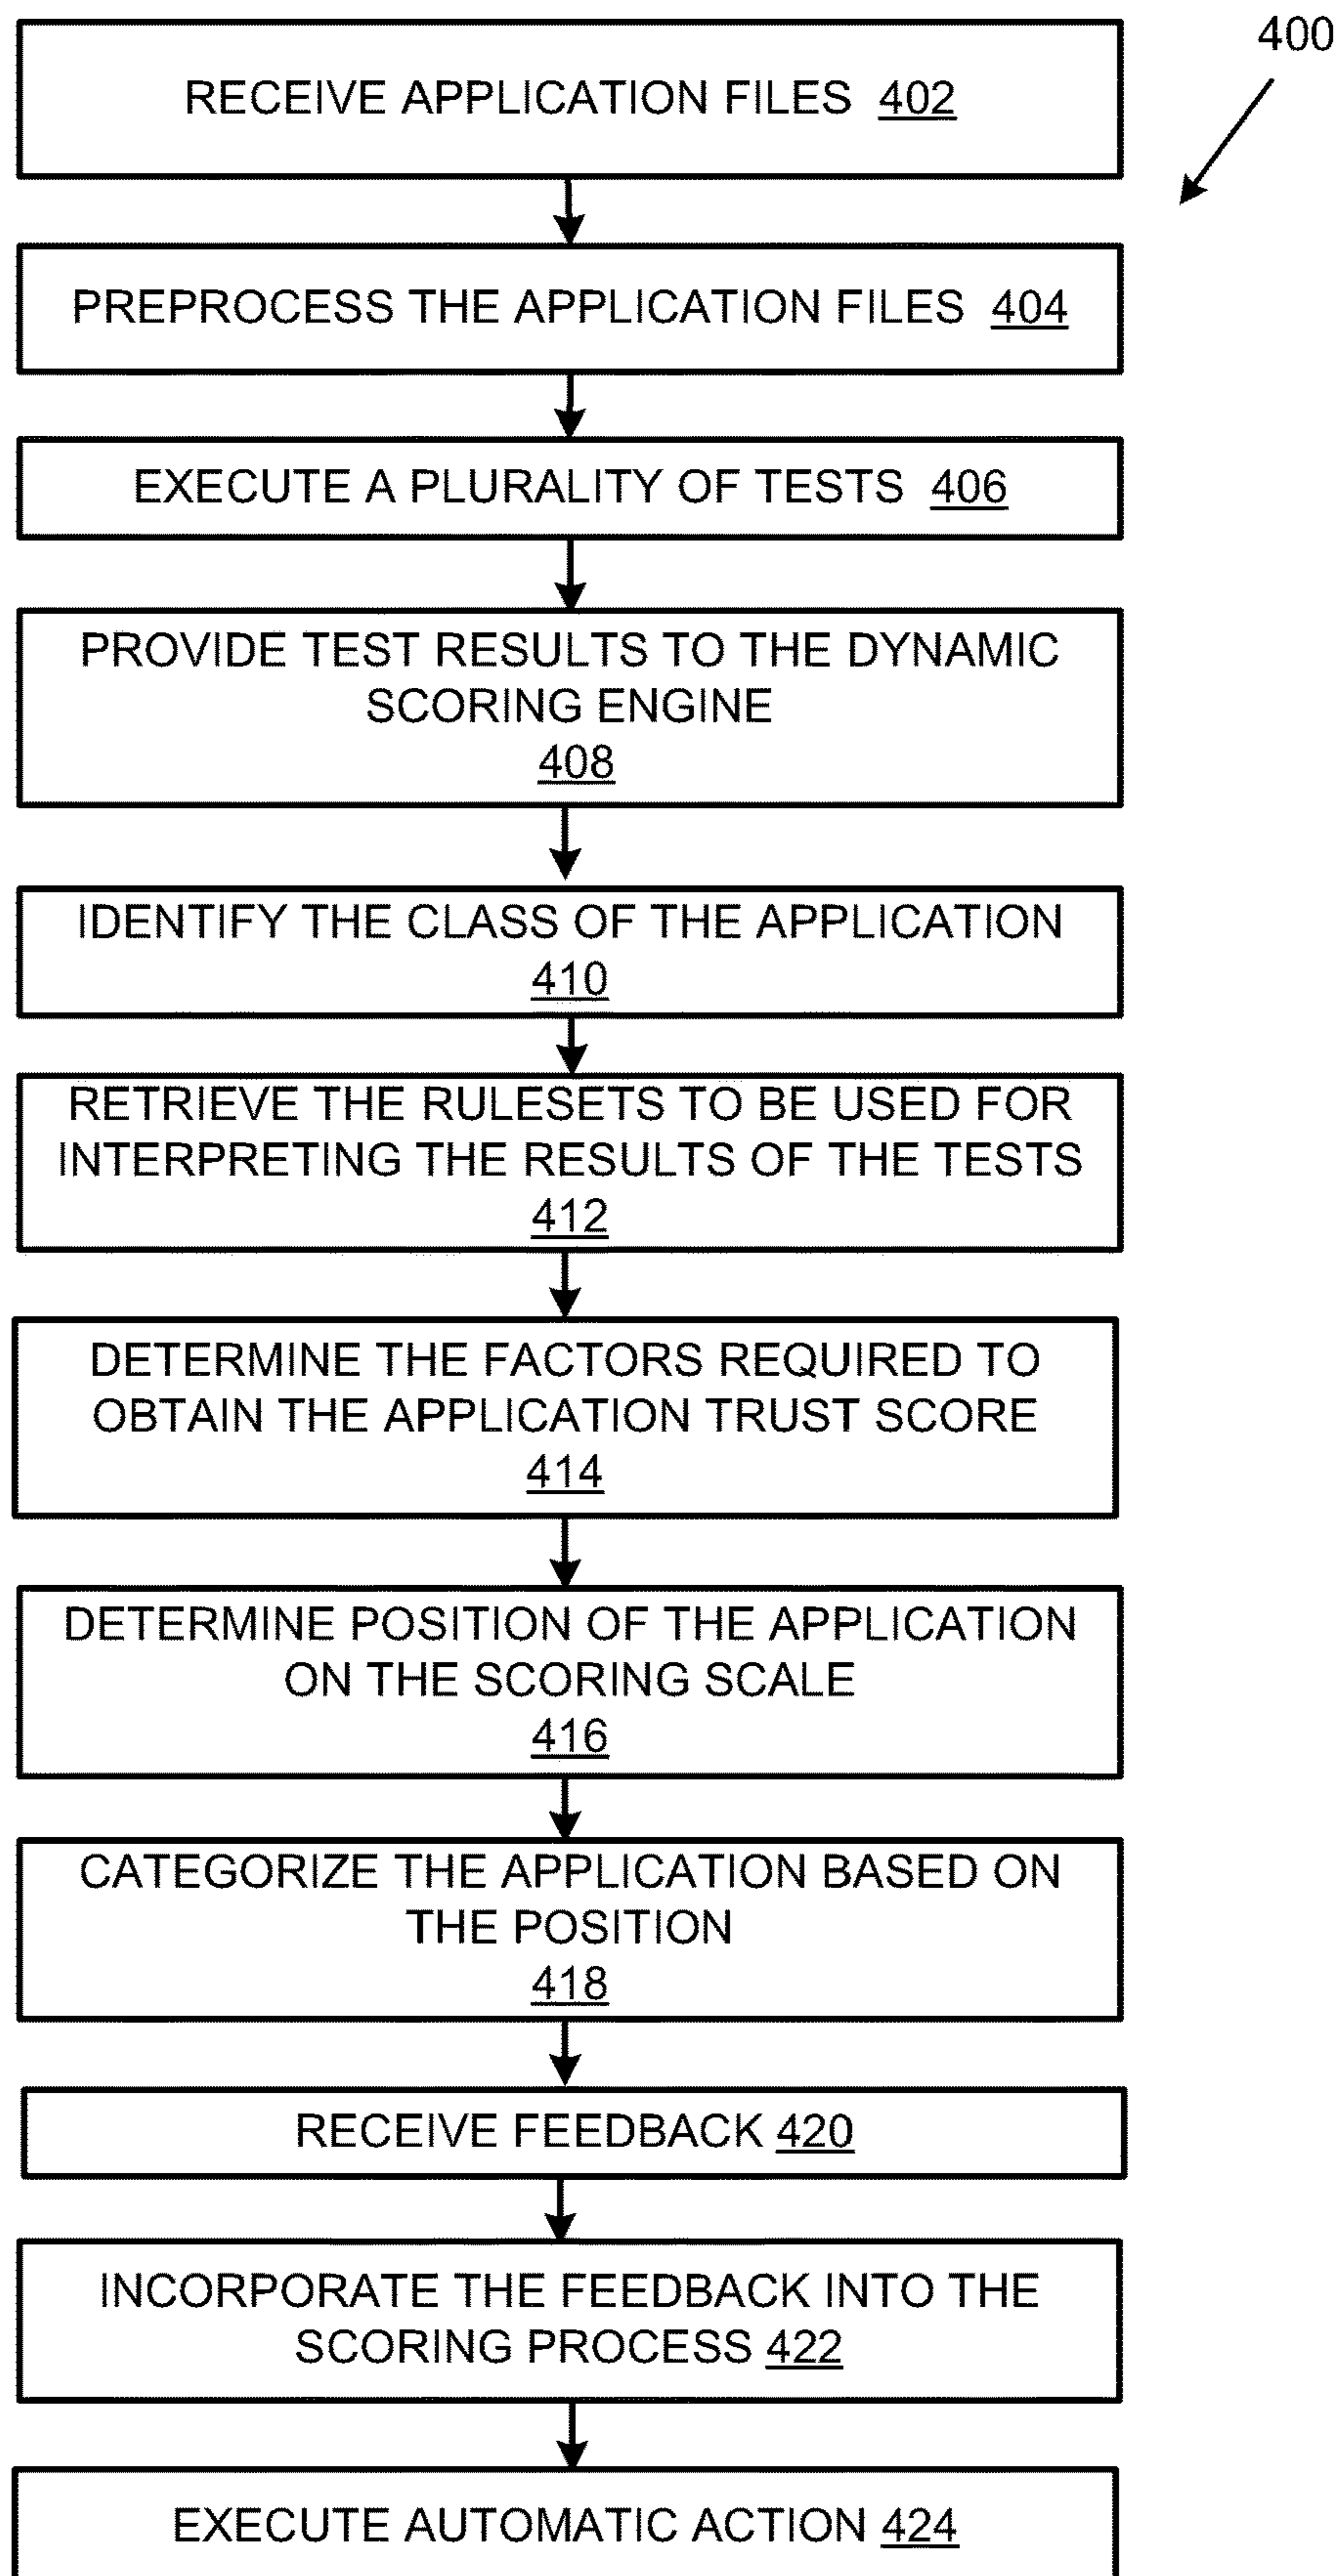 400
RECEIVE APPLICATION FILES 402
PREPROCESS THE APPLICATION FILES 404
EXECUTE A PLURALITY OF TESTS 406
PROVIDE TEST RESULTS TO THE DYNAMIC
SCORING ENGINE
408
IDENTIFY THE CLASS OF THE APPLICATION
410
RETRIEVE THE RULESETS TO BE USED FOR
INTERPRETING THE RESULTS OF THE TESTS
412
DETERMINE THE FACTORS REQUIRED TO
OBTAIN THE APPLICATION TRUST SCORE
414
DETERMINE POSITION OF THE APPLICATION
ON THE SCORING SCALE
416
CATEGORIZE THE APPLICATION BASED ON
THE POSITION
418
RECEIVE FEEDBACK 420
INCORPORATE THE FEEDBACK INTO THE
SCORING PROCESS 422
EXECUTE AUTOMATIC ACTION 424